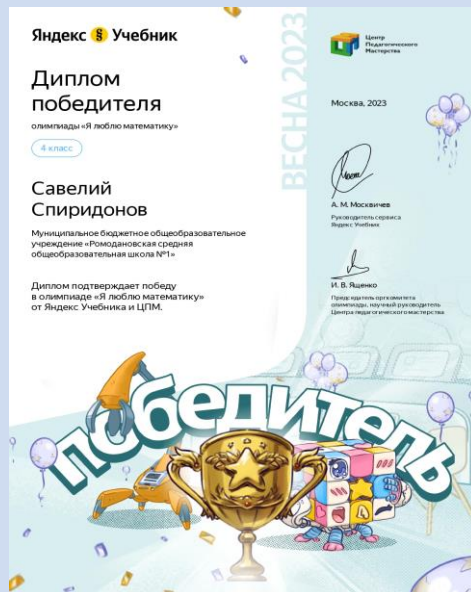 Яндекс Учебник
Диплом
победителя
олимпиады «Я люблю математику»
4 класс
Савелий
Спиридонов
Муниципальное бюджетное общеобразовательное
учреждение «Ромодановская средняя
общеобразовательная школа №1»
Диплом подтверждает победу
в олимпиаде «Я люблю математику»
от Яндекс Учебника и ЦПМ.
ВЕСНА 2023
Центр
Педагогического
Мастерства
Москва, 2023
А. М. Москвичев
Руководитель сервиса
Яндекс Учебник
И. В. Ященко
Председатель оргкомитета
олимпиады, научный руководитель
Центра педагогического мастерства
победитель